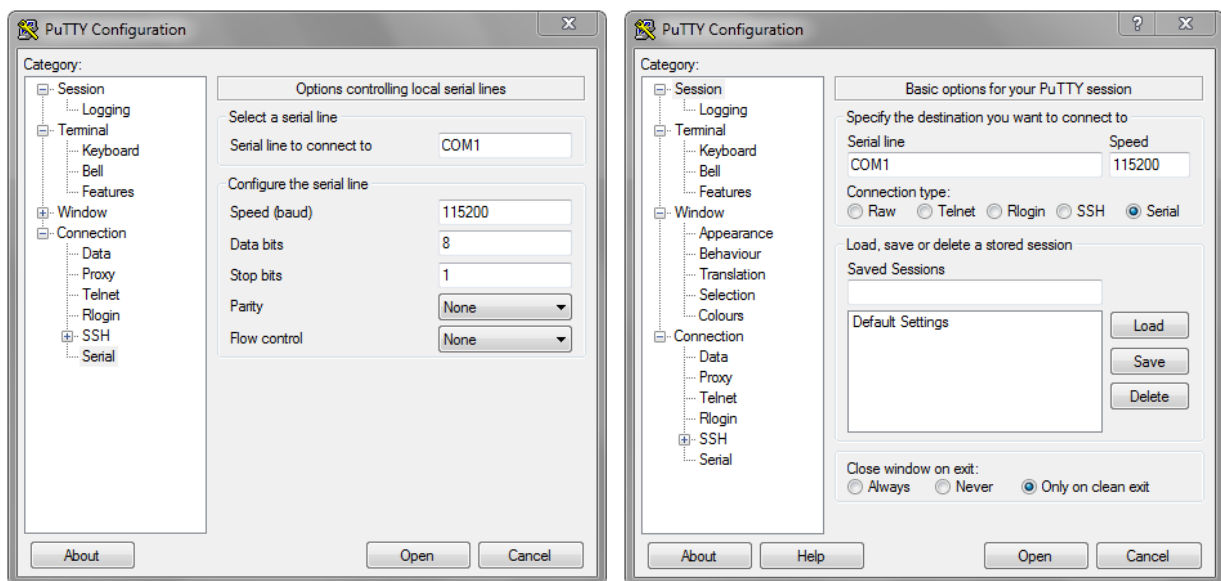 PuTTY Configuration
Category:
Session
Logging
Terminal
Keyboard
Bell
Features
Window
Connection
Data
Proxy
Telnet
Rlogin
SSH
Serial
Options controlling local serial lines
Select a serial line
Serial line to connect to COM1
Configure the serial line
Speed (baud) 115200
Data bits 8
Stop bits 1
Parity None
Flow control None
About Open Cancel
PuTTY Configuration
Category:
Session
Logging
Terminal
Keyboard
Bell
Features
Window
Appearance
Behaviour
Translation
Selection
Colours
Connection
Data
Proxy
Telnet
Rlogin
SSH
Serial
Basic options for your PuTTY session
Specify the destination you want to connect to
Serial line Speed
COM1 115200
Connection type:
Raw Telnet Rlogin SSH Serial
Load, save or delete a stored session
Saved Sessions
Default Settings
Load
Save
Delete
Close window on exit:
Always Never Only on clean exit
About Help Open Cancel